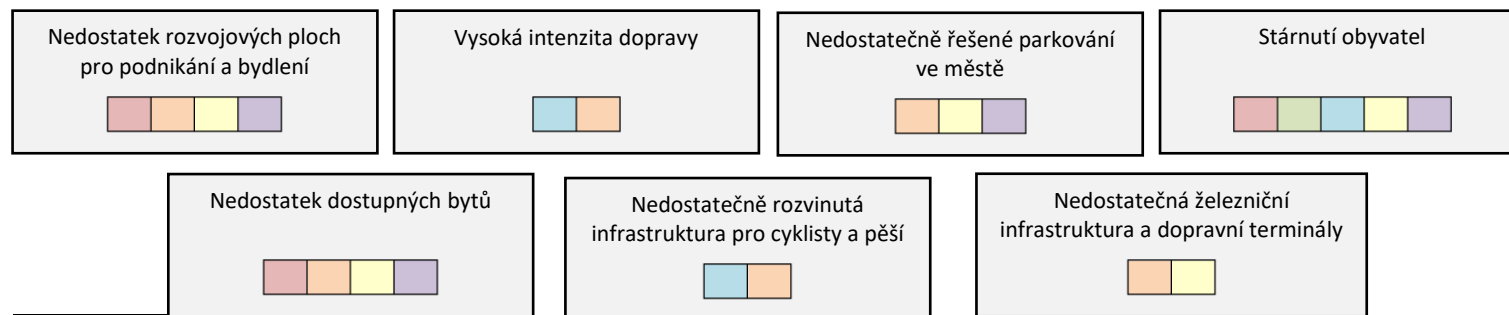 Nedostatek rozvojových ploch
pro podnikání a bydlení
Vysoká intenzita dopravy
Nedostatečně řešené parkování
ve městě
Stárnutí obyvatel
Nedostatek dostupných bytů
Nedostatečně rozvinutá
infrastruktura pro cyklisty a pěší
Nedostatečná železniční
infrastruktura a dopravní terminály